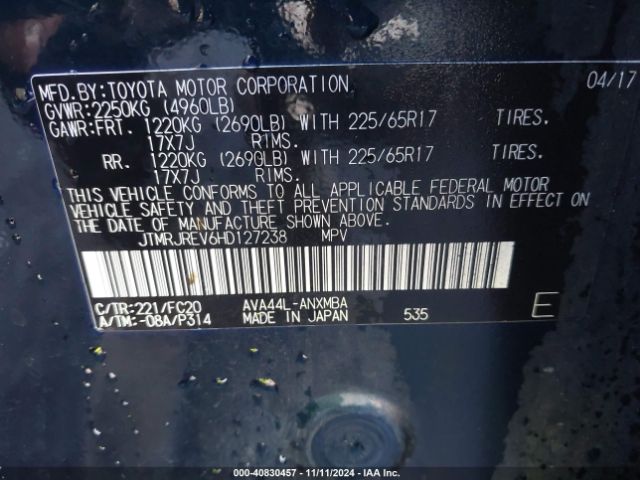 MFD.BY:TOYOTA MOTOR CORPORATION 04/17
GVWR:2250KG (4960LB)
GAWR:FRT. 1220KG (2690LB) WITH 225/65R17 TIRES.
17X7J RIMS.
RR. 1220KG (2690LB) WITH 225/65R17 TIRES.
17X7J RIMS.
THIS VEHICLE CONFORMS TO ALL APPLICABLE FEDERAL MOTOR
VEHICLE SAFETY AND THEFT PREVENTION STANDARDS IN EFFECT ON
THE DATE OF MANUFACTURE SHOWN ABOVE.
JTMRJREV6HD127238 MPV
C/TR:221/FC20 AVA44L-ANXMBA
A/TM:-08A/P314 MADE IN JAPAN 535 E
000-40830457 - 11/11/2024 - IAA Inc.